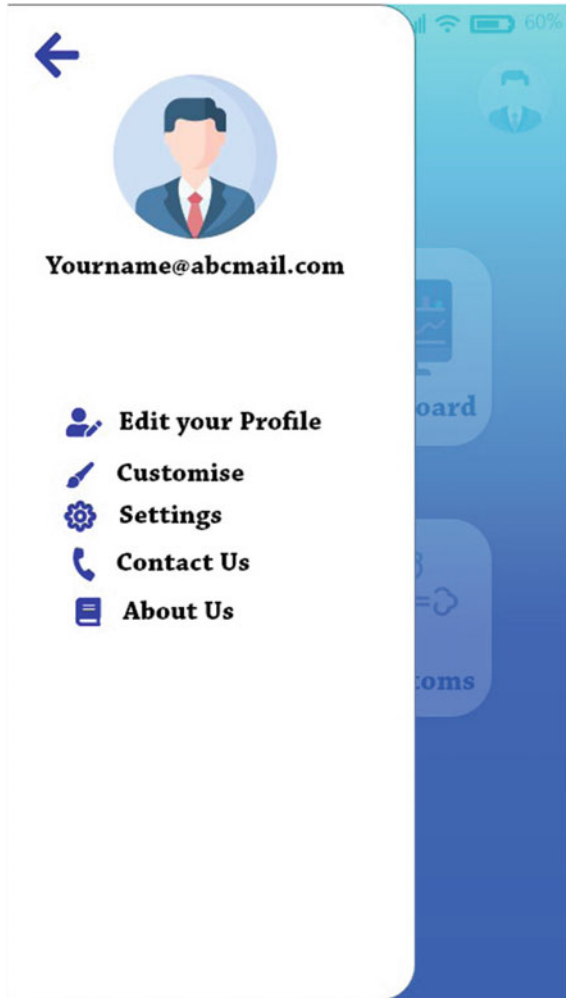 60%
Yourname@abcmail.com
Edit your Profile
Customise
Settings
Contact Us
About Us
oard
toms